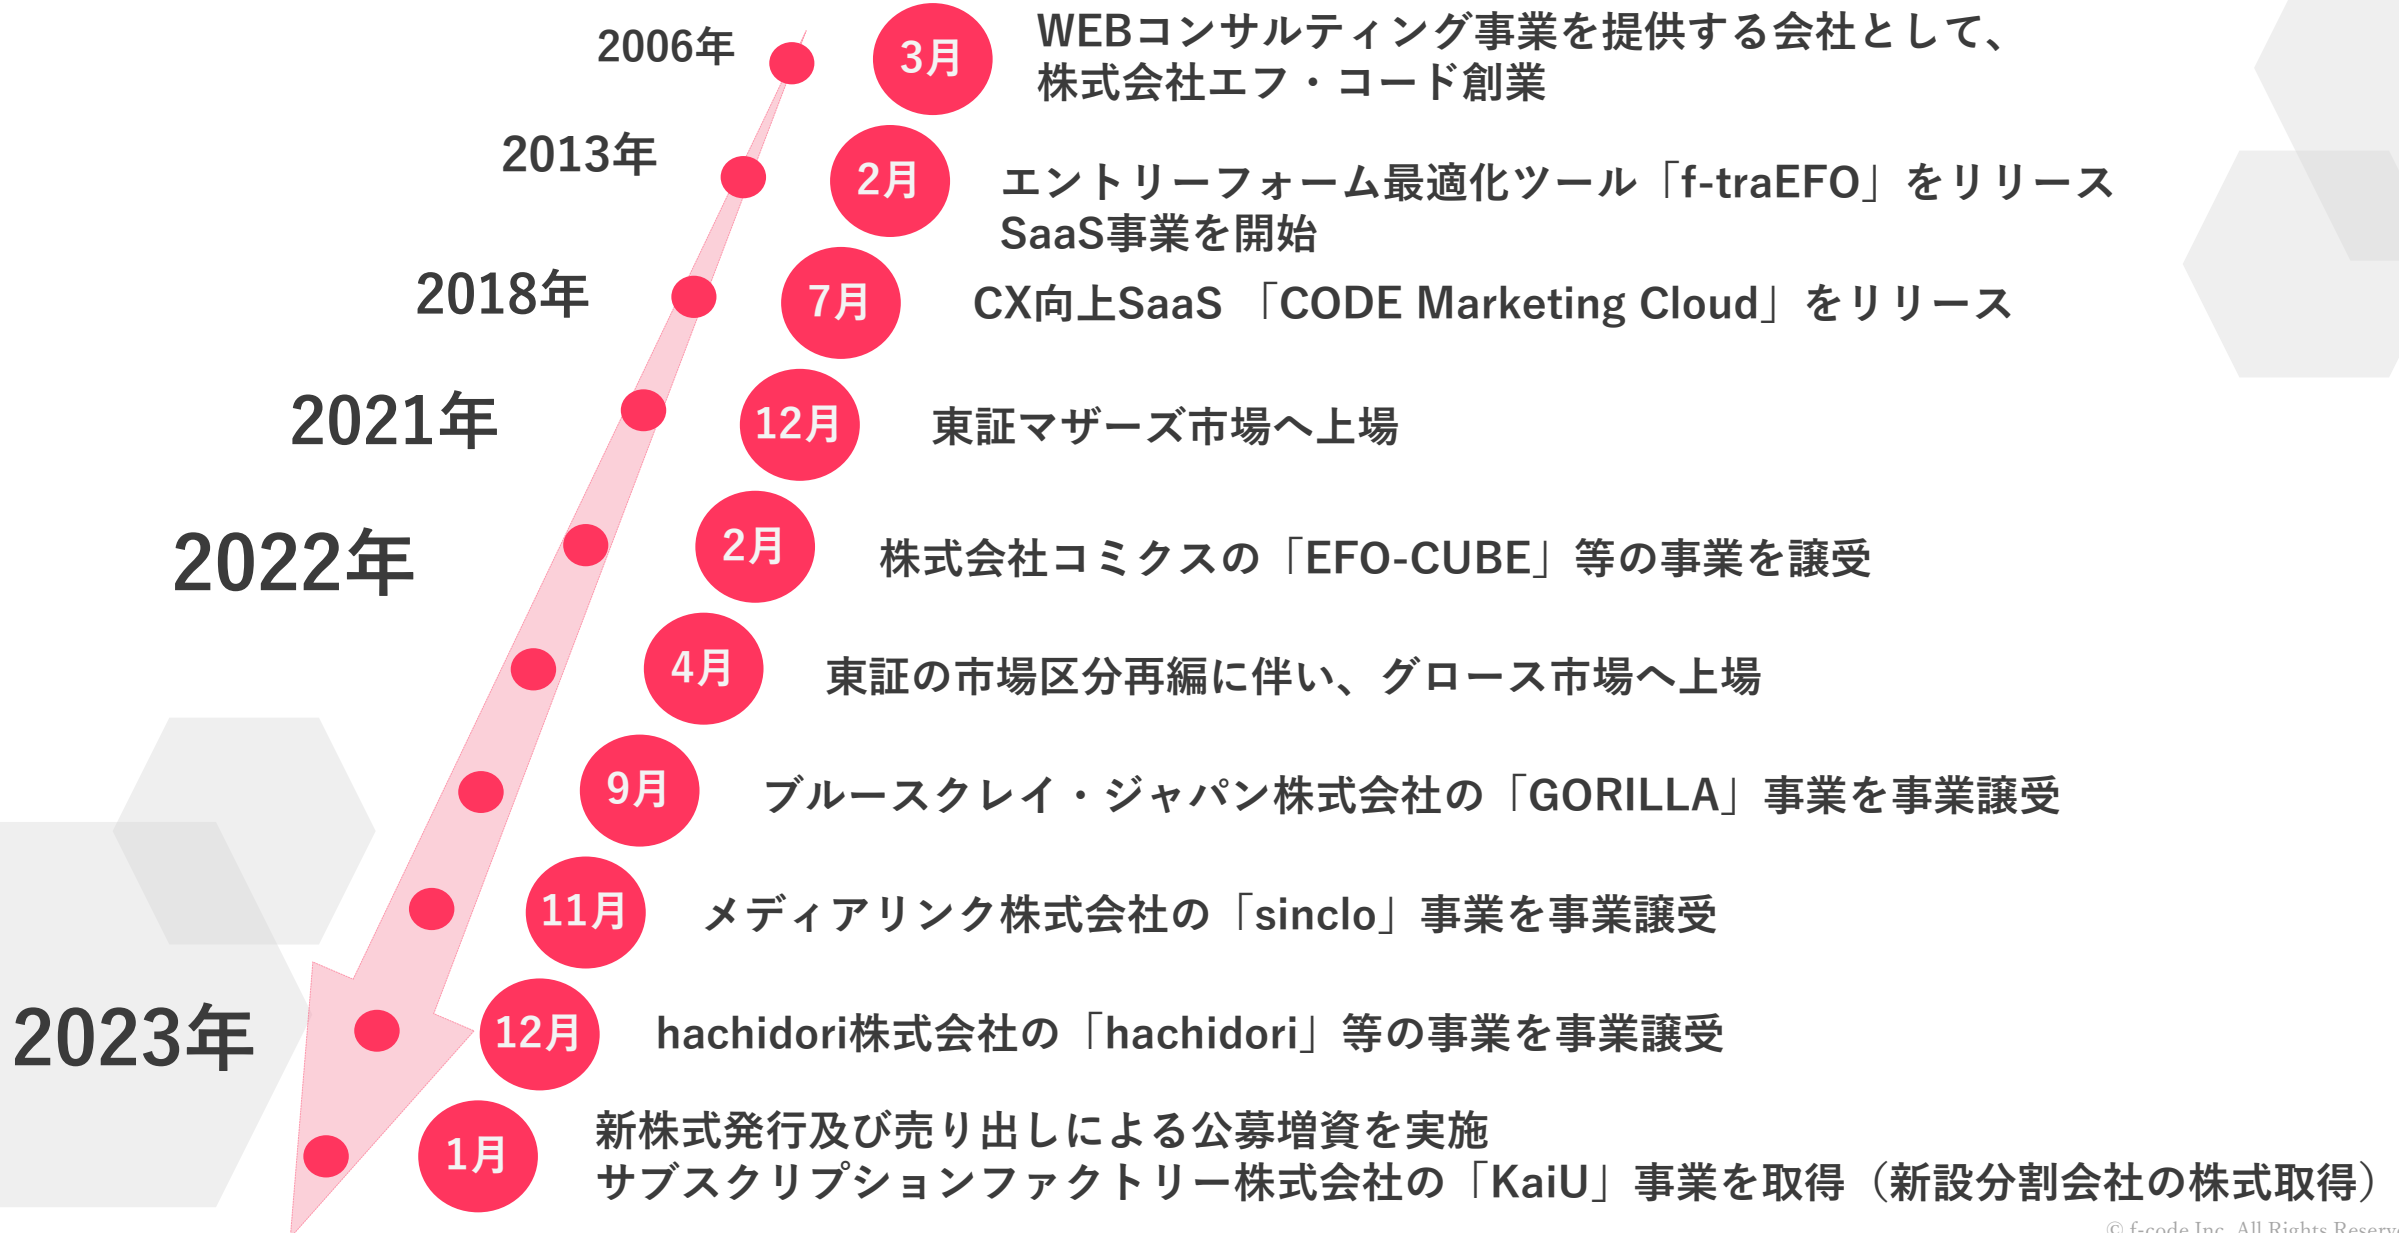 2006年
3月
WEBコンサルティング事業を提供する会社として、
株式会社エフ・コード創業
2013年
2月
エントリーフォーム最適化ツール「f-traEFO」をリリース
SaaS事業を開始
2018年
7月
CX向上SaaS 「CODE Marketing Cloud」をリリース
2021年
12月
東証マザーズ市場へ上場
2022年
2月
株式会社コミクスの「EFO-CUBE」等の事業を譲受
4月
東証の市場区分再編に伴い、グロース市場へ上場
9月
ブルースクレイ・ジャパン株式会社の「GORILLA」事業を事業譲受
11月
メディアリンク株式会社の「sinclo」事業を事業譲受
2023年
12月
hachidori株式会社の「hachidori」等の事業を事業譲受
1月
新株式発行及び売り出しによる公募増資を実施
サブスクリプションファクトリー株式会社の「KaiU」事業を取得（新設分割会社の株式取得）
© f-code Inc. All Rights